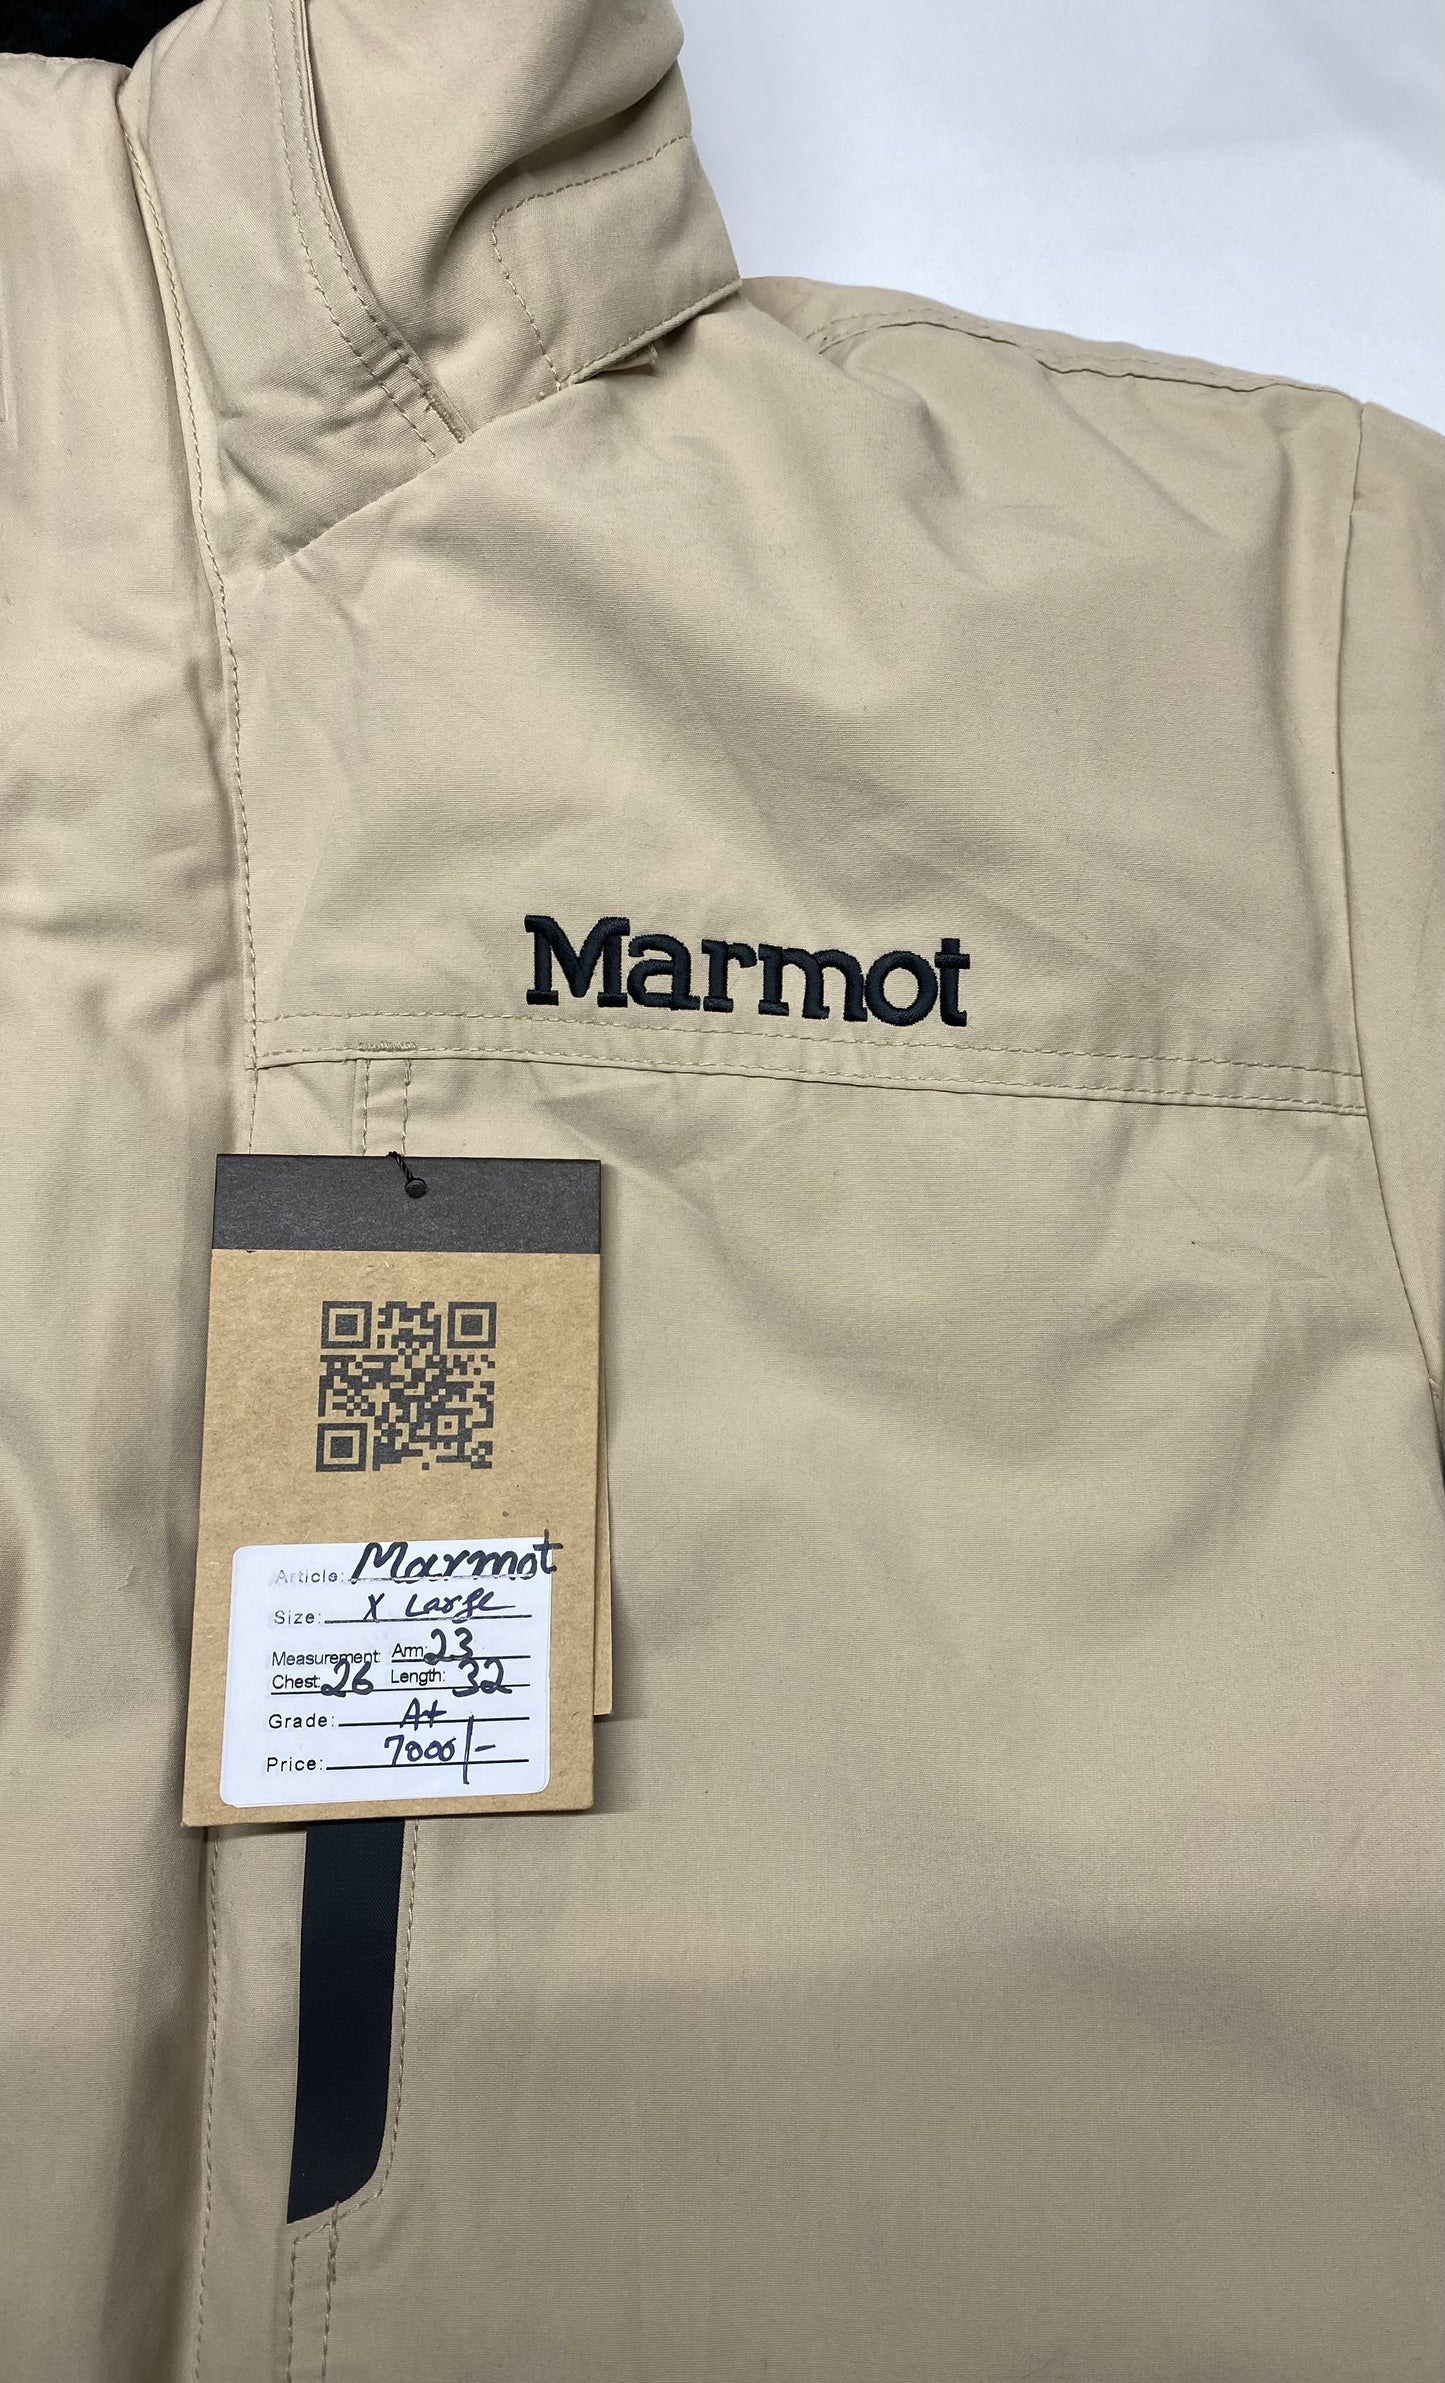 Marmot
Article: Marmot
Size: X Large
Measurement: Arm: 23
Chest: 26 Length: 32
Grade: A+
Price: 7000/-